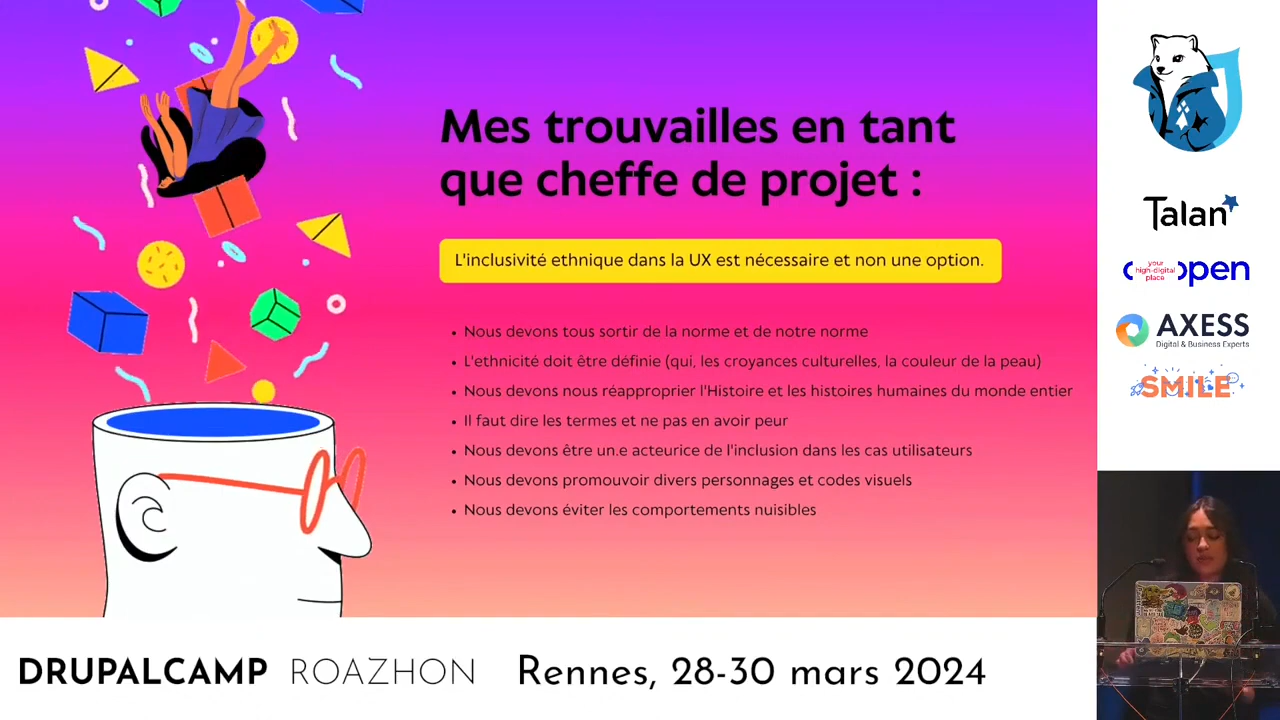 Mes trouvailles en tant
que cheffe de projet :
L'inclusivité ethnique dans la UX est nécessaire et non une option.
• Nous devons tous sortir de la norme et de notre norme
• L'ethnicité doit être définie (qui, les croyances culturelles, la couleur de la peau)
• Nous devons nous réapproprier l'Histoire et les histoires humaines du monde entier
• Il faut dire les termes et ne pas en avoir peur
• Nous devons être un.e acteurice de l'inclusion dans les cas utilisateurs
• Nous devons promouvoir divers personnages et codes visuels
• Nous devons éviter les comportements nuisibles
Talan
your
high-digital
place
open
AXESS
Digital & Business Experts
SMILE
DRUPALCAMP ROAZHON Rennes, 28-30 mars 2024